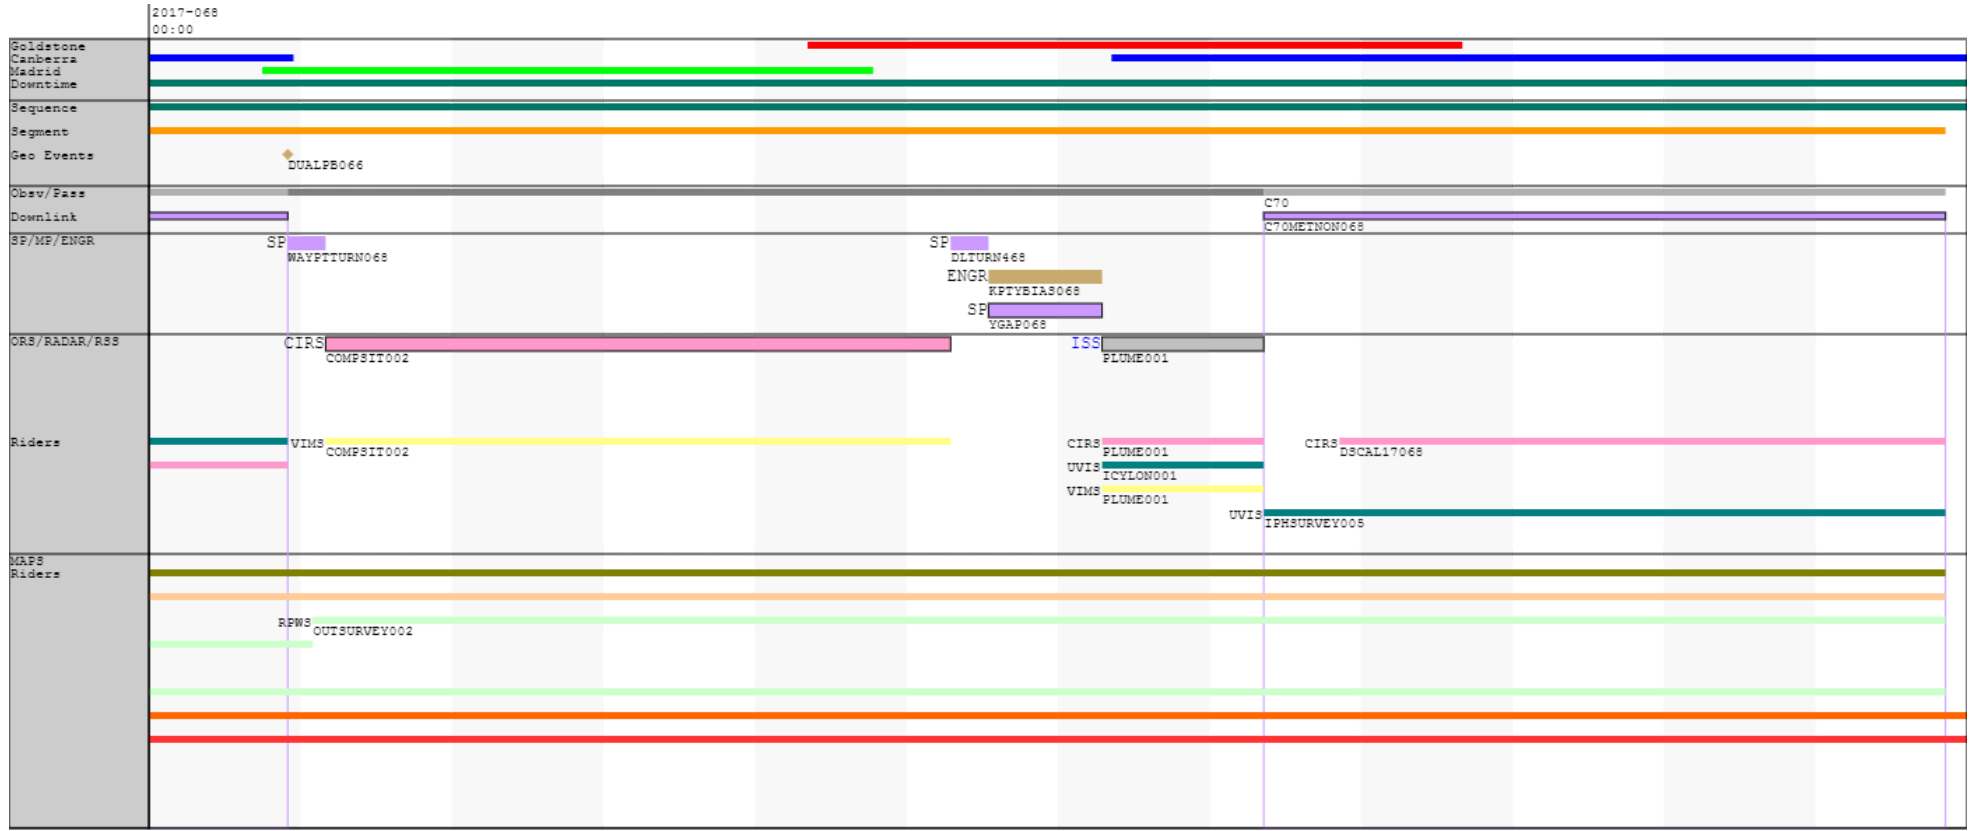 2017-068
00:00
Goldstone
Canberra
Madrid
Downtime
Sequence
Segment
Geo Events
DUALPB066
Obsv/Pass
C70
Downlink
C70METNON068
SP/MP/ENGR
SP
SP
WAYPTTURN068
DLTURN468
ENGR
KPTYBIAS068
SP
YGAP068
ORS/RADAR/RSS
CIRS
ISS
COMPSIT002
PLUME001
Riders
VIMS
CIRS
CIRS
COMPSIT002
PLUME001
DSCAL17068
UVIS
ICYLON001
VIMS
PLUME001
UVIS
IPHSURVEY005
MAPS
Riders
RPWS
OUTSURVEY002